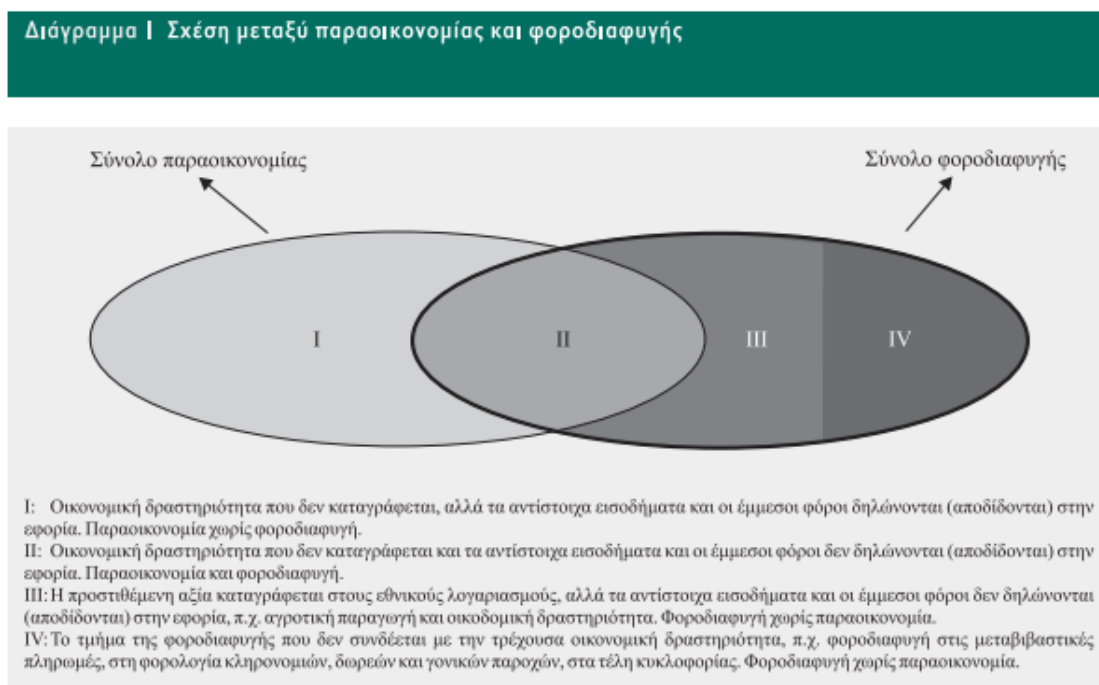 Διάγραμμα Ι Σχέση μεταξύ παραοικονομίας και φοροδιαφυγής
Σύνολο παραοικονομίας
Σύνολο φοροδιαφυγής
I
II
III
IV
I: Οικονομική δραστηριότητα που δεν καταγράφεται, αλλά τα αντίστοιχα εισοδήματα και οι έμμεσοι φόροι δηλώνονται (αποδίδονται) στην
εφορία. Παραοικονομία χωρίς φοροδιαφυγή.
II: Οικονομική δραστηριότητα που δεν καταγράφεται και τα αντίστοιχα εισοδήματα και οι έμμεσοι φόροι δεν δηλώνονται (αποδίδονται) στην
εφορία. Παραοικονομία και φοροδιαφυγή.
III: Η προστιθέμενη αξία καταγράφεται στους εθνικούς λογαριασμούς, αλλά τα αντίστοιχα εισοδήματα και οι έμμεσοι φόροι δεν δηλώνονται
(αποδίδονται) στην εφορία, π.χ. αγροτική παραγωγή και οικοδομική δραστηριότητα. Φοροδιαφυγή χωρίς παραοικονομία.
IV: Το τμήμα της φοροδιαφυγής που δεν συνδέεται με την τρέχουσα οικονομική δραστηριότητα, π.χ. φοροδιαφυγή στις μεταβιβαστικές
πληρωμές, στη φορολογία κληρονομιών, δωρεών και γονικών παροχών, στα τέλη κυκλοφορίας. Φοροδιαφυγή χωρίς παραοικονομία.